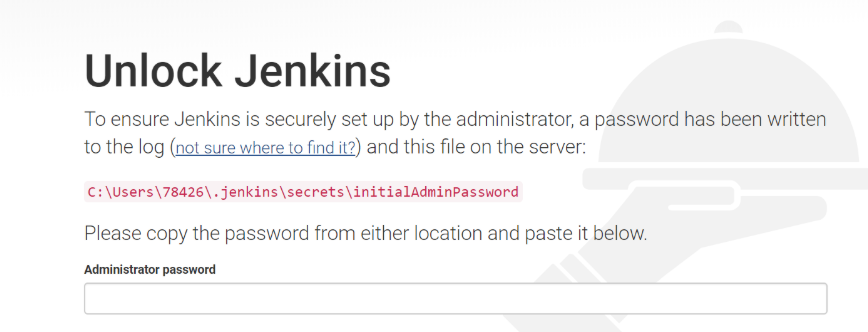 Unlock Jenkins
To ensure Jenkins is securely set up by the administrator, a password has been written
to the log (not sure where to find it?) and this file on the server:
C:\Users\78426\.jenkins\secrets\initialAdminPassword
Please copy the password from either location and paste it below.
Administrator password